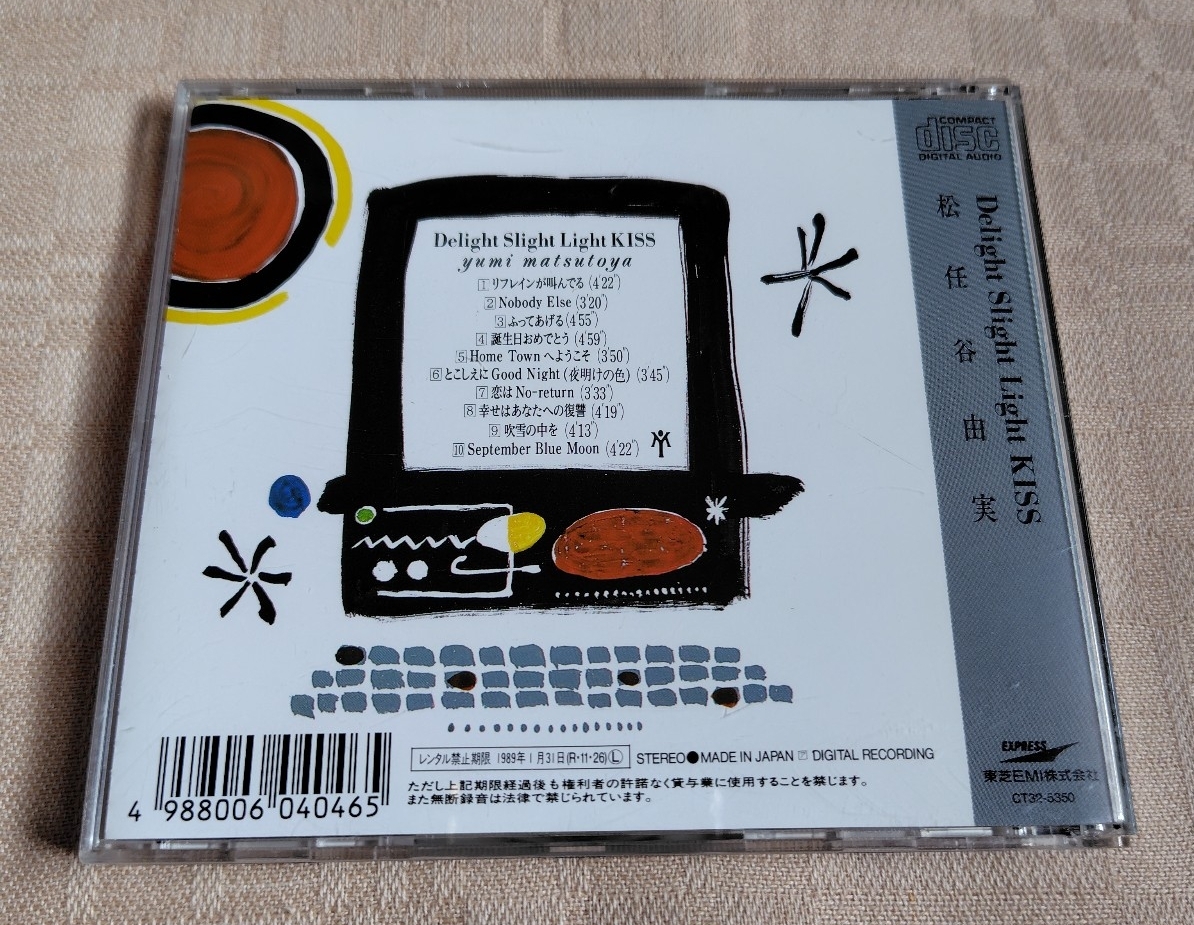 Delight Slight Light KISS
yumi matsutoya
1 リフレインが叫んでる (4'22")
2 Nobody Else (3'20")
3 ふってあげる (4'55")
4 誕生日おめでとう (4'59")
5 Home Townへようこそ (3'50")
6 とこしえにGood Night (夜明けの色) (3'45")
7 恋はNo-return (3'33")
8 幸せはあなたへの復讐 (4'19")
9 吹雪の中を (4'13")
10 September Blue Moon (4'22")
レンタル禁止期限 1989年1月31日(R・11・26) L STEREO●MADE IN JAPAN DIGITAL RECORDING
ただし上記期限経過後も権利者の許諾なく貸与業に使用することを禁じます。
また無断録音は法律で禁じられています。
4 988006 040465
COMPACT
disc
DIGITAL AUDIO
Delight Slight Light KISS
松任谷由実
EXPRESS
東芝EMI株式会社
CT32-5350